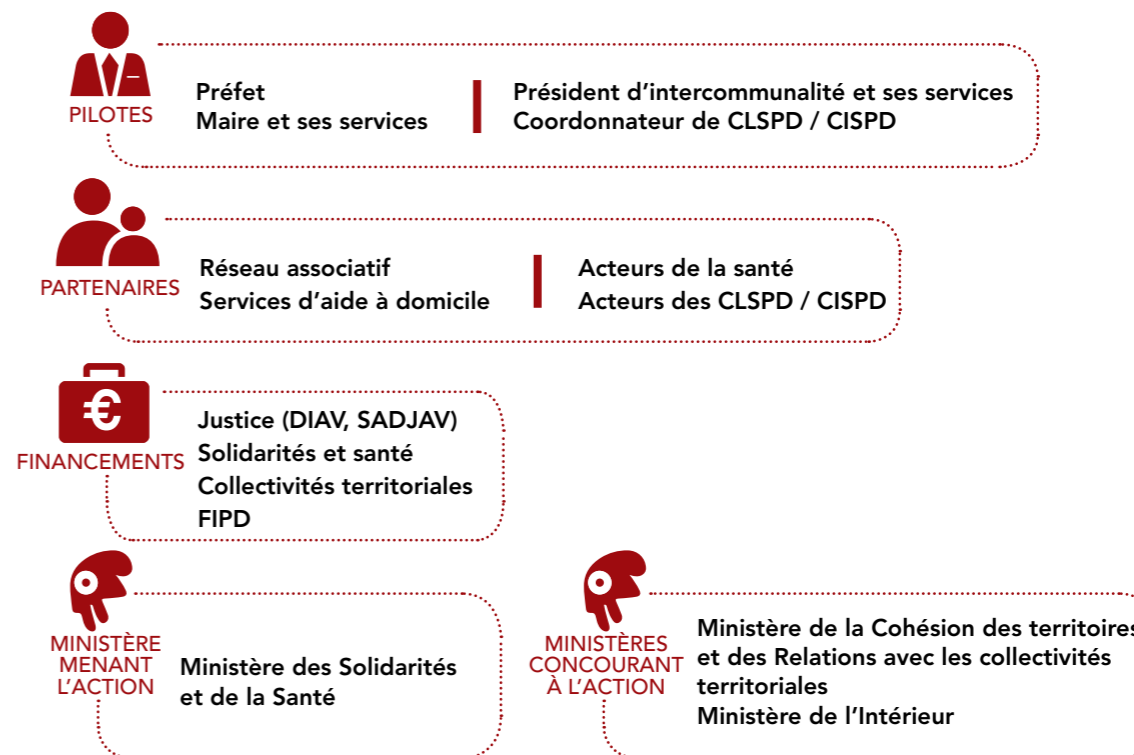 PILOTES
Préfet
Maire et ses services
Président d’intercommunalité et ses services
Coordonnateur de CLSPD / CISPD
PARTENAIRES
Réseau associatif
Services d’aide à domicile
Acteurs de la santé
Acteurs des CLSPD / CISPD
€
FINANCEMENTS
Justice (DIAV, SADJAV)
Solidarités et santé
Collectivités territoriales
FIPD
MINISTÈRE
MENANT
L’ACTION
Ministère des Solidarités
et de la Santé
MINISTÈRES
CONCOURANT
À L’ACTION
Ministère de la Cohésion des territoires
et des Relations avec les collectivités
territoriales
Ministère de l’Intérieur